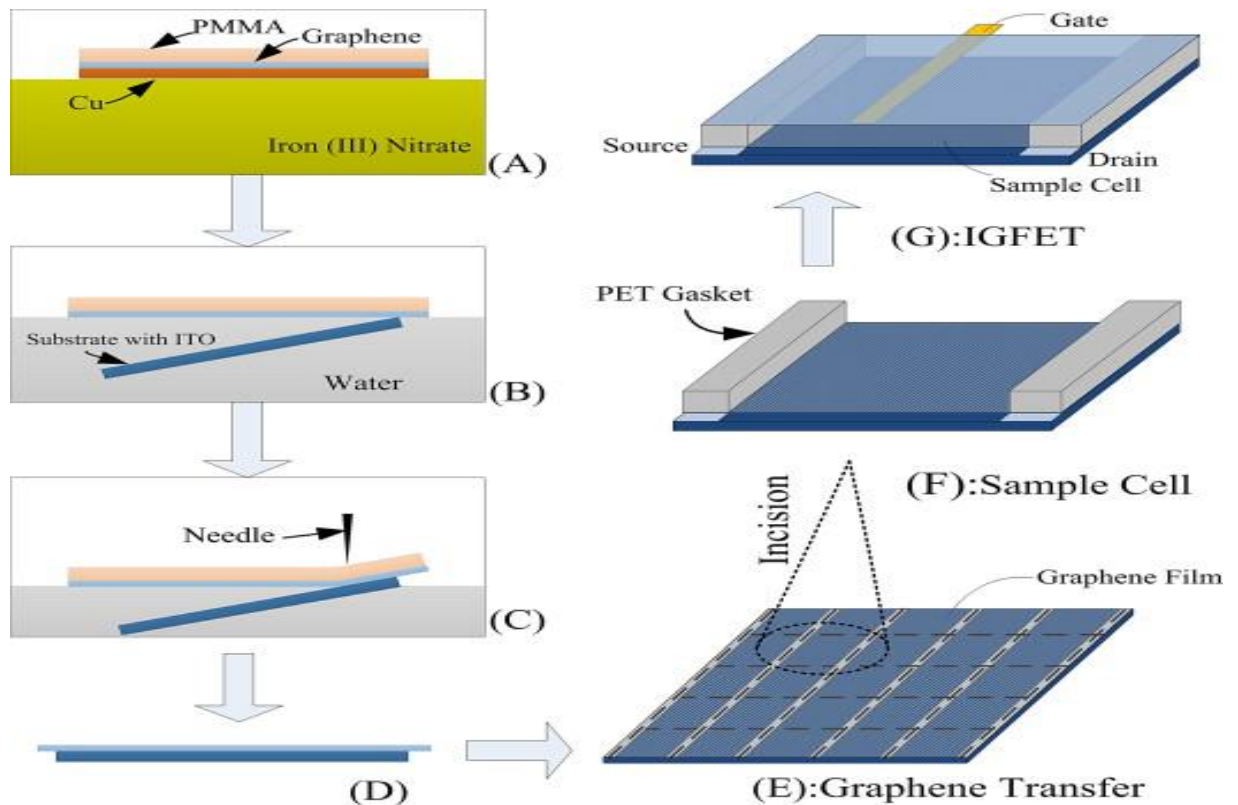 PMMA
Graphene
Cu
Iron (III) Nitrate
(A)
Substrate with ITO
Water
(B)
Needle
(C)
(D)
Graphene Film
Incision
(E):Graphene Transfer
PET Gasket
(F):Sample Cell
Gate
Source
Drain
Sample Cell
(G):IGFET